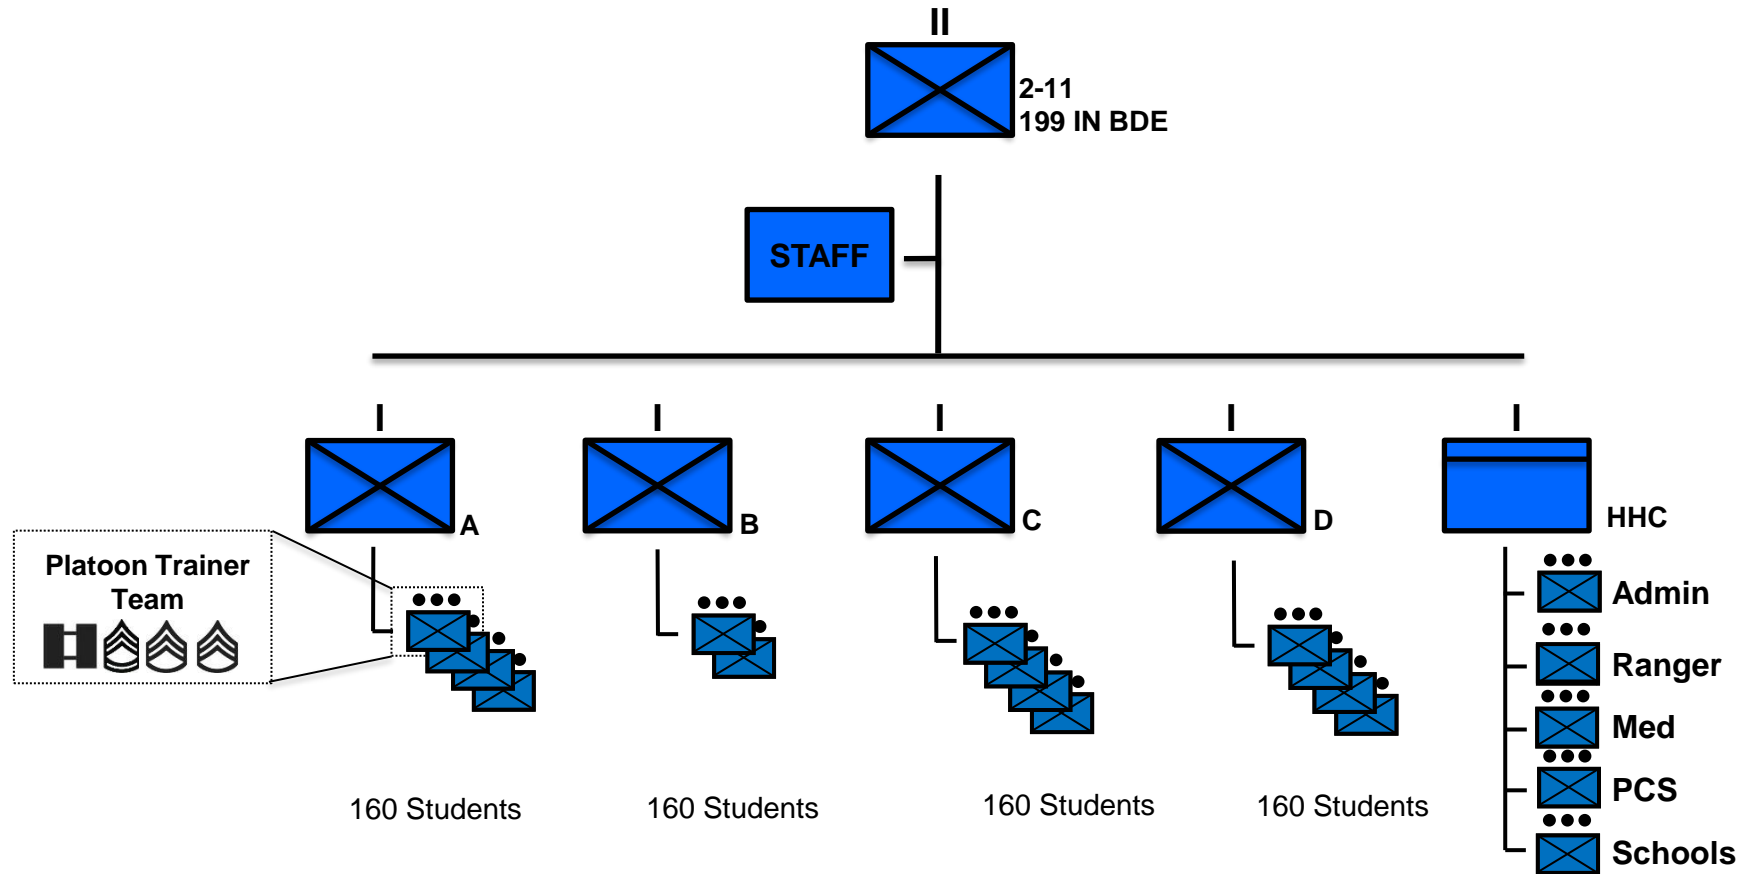 II
2-11
199 IN BDE
STAFF
I
I
I
I
I
A
B
C
D
HHC
Platoon Trainer
Team
Admin
Ranger
Med
PCS
Schools
160 Students
160 Students
160 Students
160 Students